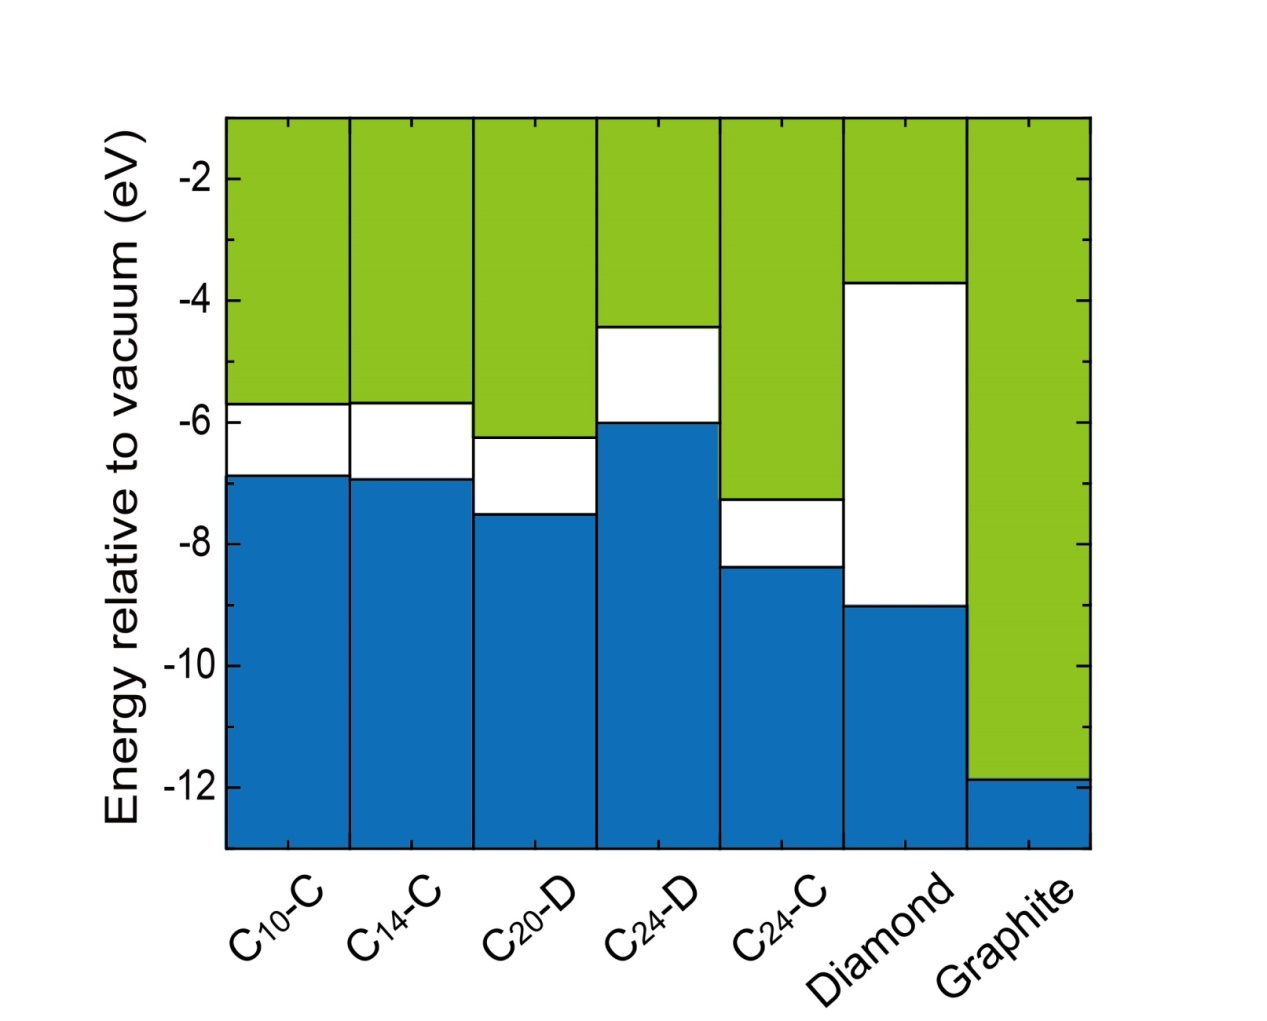 Energy relative to vacuum (eV)
-2
-4
-6
-8
-10
-12
C₁₀-C
C₁₄-C
C₂₀-D
C₂₄-D
C₂₄-C
Diamond
Graphite